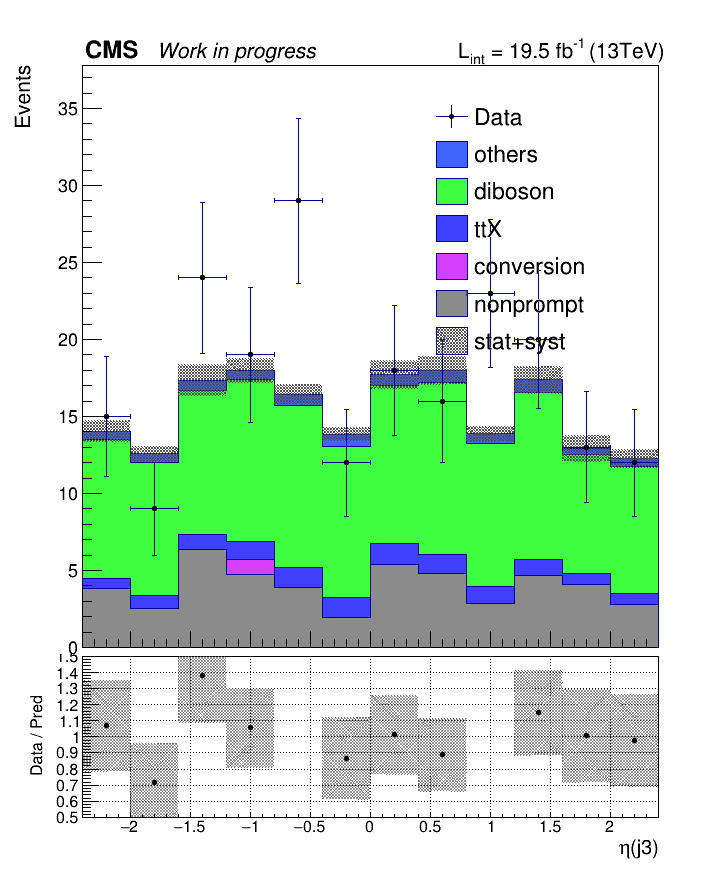 CMS Work in progress L_int = 19.5 fb^-1 (13TeV)
Events
35
30
25
20
15
10
5
0
Data
others
diboson
ttX
conversion
nonprompt
stat+syst
Data / Pred
1.5
1.4
1.3
1.2
1.1
1
0.9
0.8
0.7
0.6
0.5
−2 −1.5 −1 −0.5 0 0.5 1 1.5 2
η(j3)